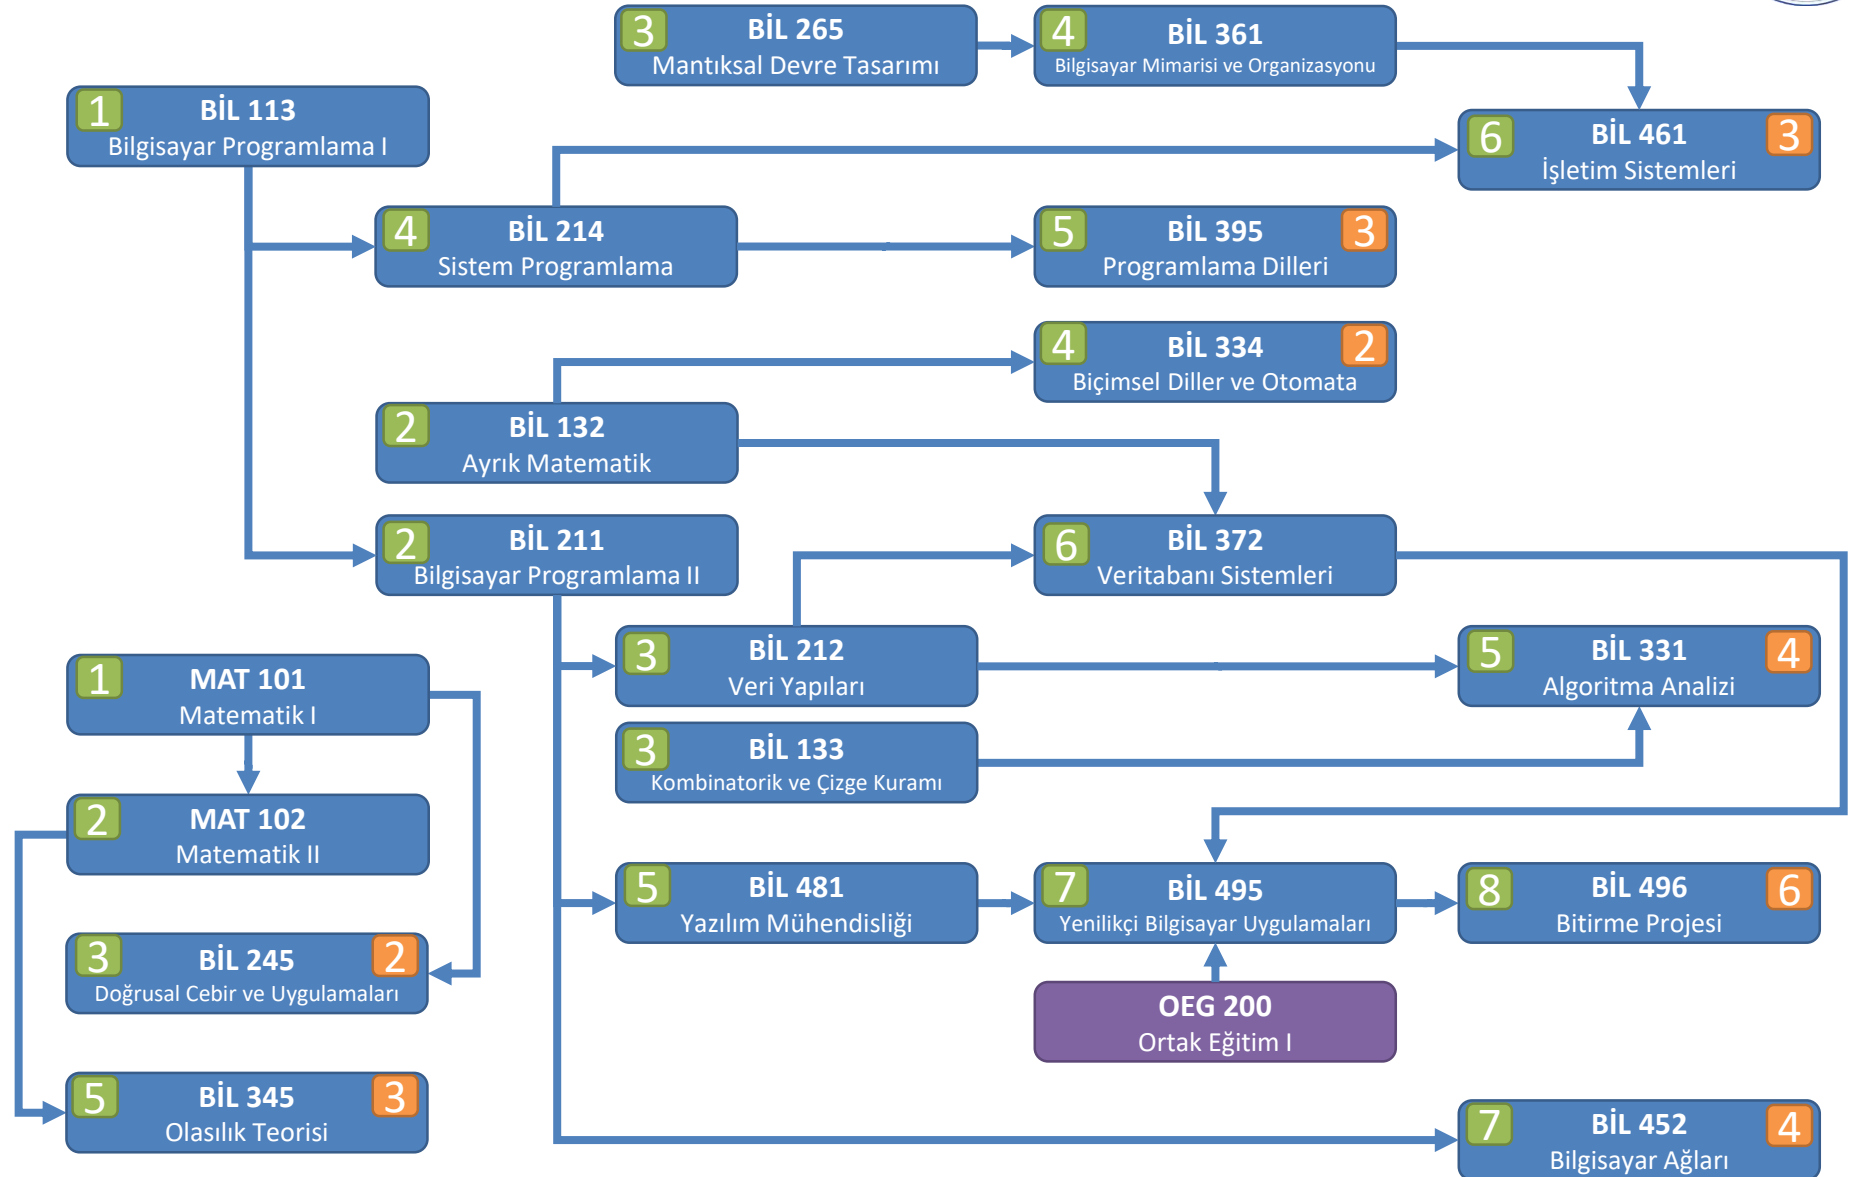 3
BİL 265
Mantıksal Devre Tasarımı
4
BİL 361
Bilgisayar Mimarisi ve Organizasyonu
1
BİL 113
Bilgisayar Programlama I
6
BİL 461
3
İşletim Sistemleri
4
BİL 214
Sistem Programlama
5
BİL 395
3
Programlama Dilleri
4
BİL 334
2
Biçimsel Diller ve Otomata
2
BİL 132
Ayrık Matematik
2
BİL 211
Bilgisayar Programlama II
6
BİL 372
Veritabanı Sistemleri
3
BİL 212
Veri Yapıları
5
BİL 331
4
Algoritma Analizi
1
MAT 101
Matematik I
3
BİL 133
Kombinatorik ve Çizge Kuramı
2
MAT 102
Matematik II
5
BİL 481
Yazılım Mühendisliği
7
BİL 495
Yenilikçi Bilgisayar Uygulamaları
8
BİL 496
6
Bitirme Projesi
3
BİL 245
2
Doğrusal Cebir ve Uygulamaları
OEG 200
Ortak Eğitim I
5
BİL 345
3
Olasılık Teorisi
7
BİL 452
4
Bilgisayar Ağları